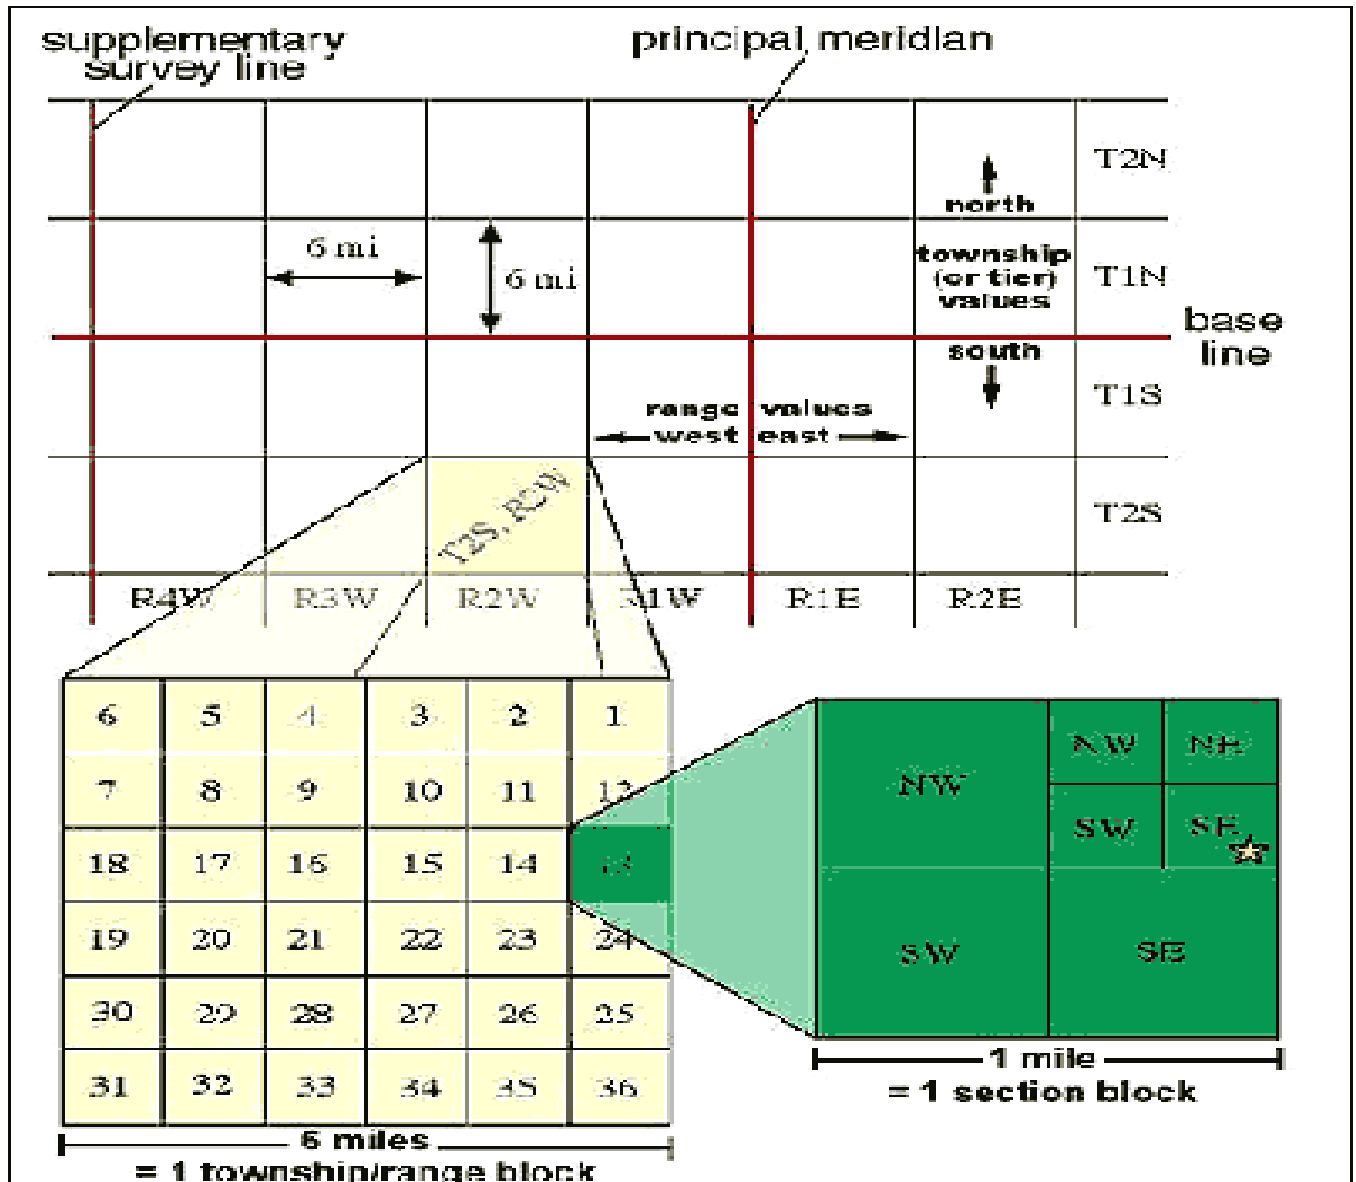 supplementary
survey line
principal meridian
T2N
north
6 mi
6 mi
township
(or tier)
values
T1N
base
line
south
T1S
range values
west east
T2S, R2W
T2S
R4W R3W R2W R1W R1E R2E
6 5 4 3 2 1
7 8 9 10 11 12
18 17 16 15 14 13
19 20 21 22 23 24
30 29 28 27 26 25
31 32 33 34 35 36
6 miles
= 1 township/range block
NW NW NE
SW SE
SW SE
1 mile
= 1 section block